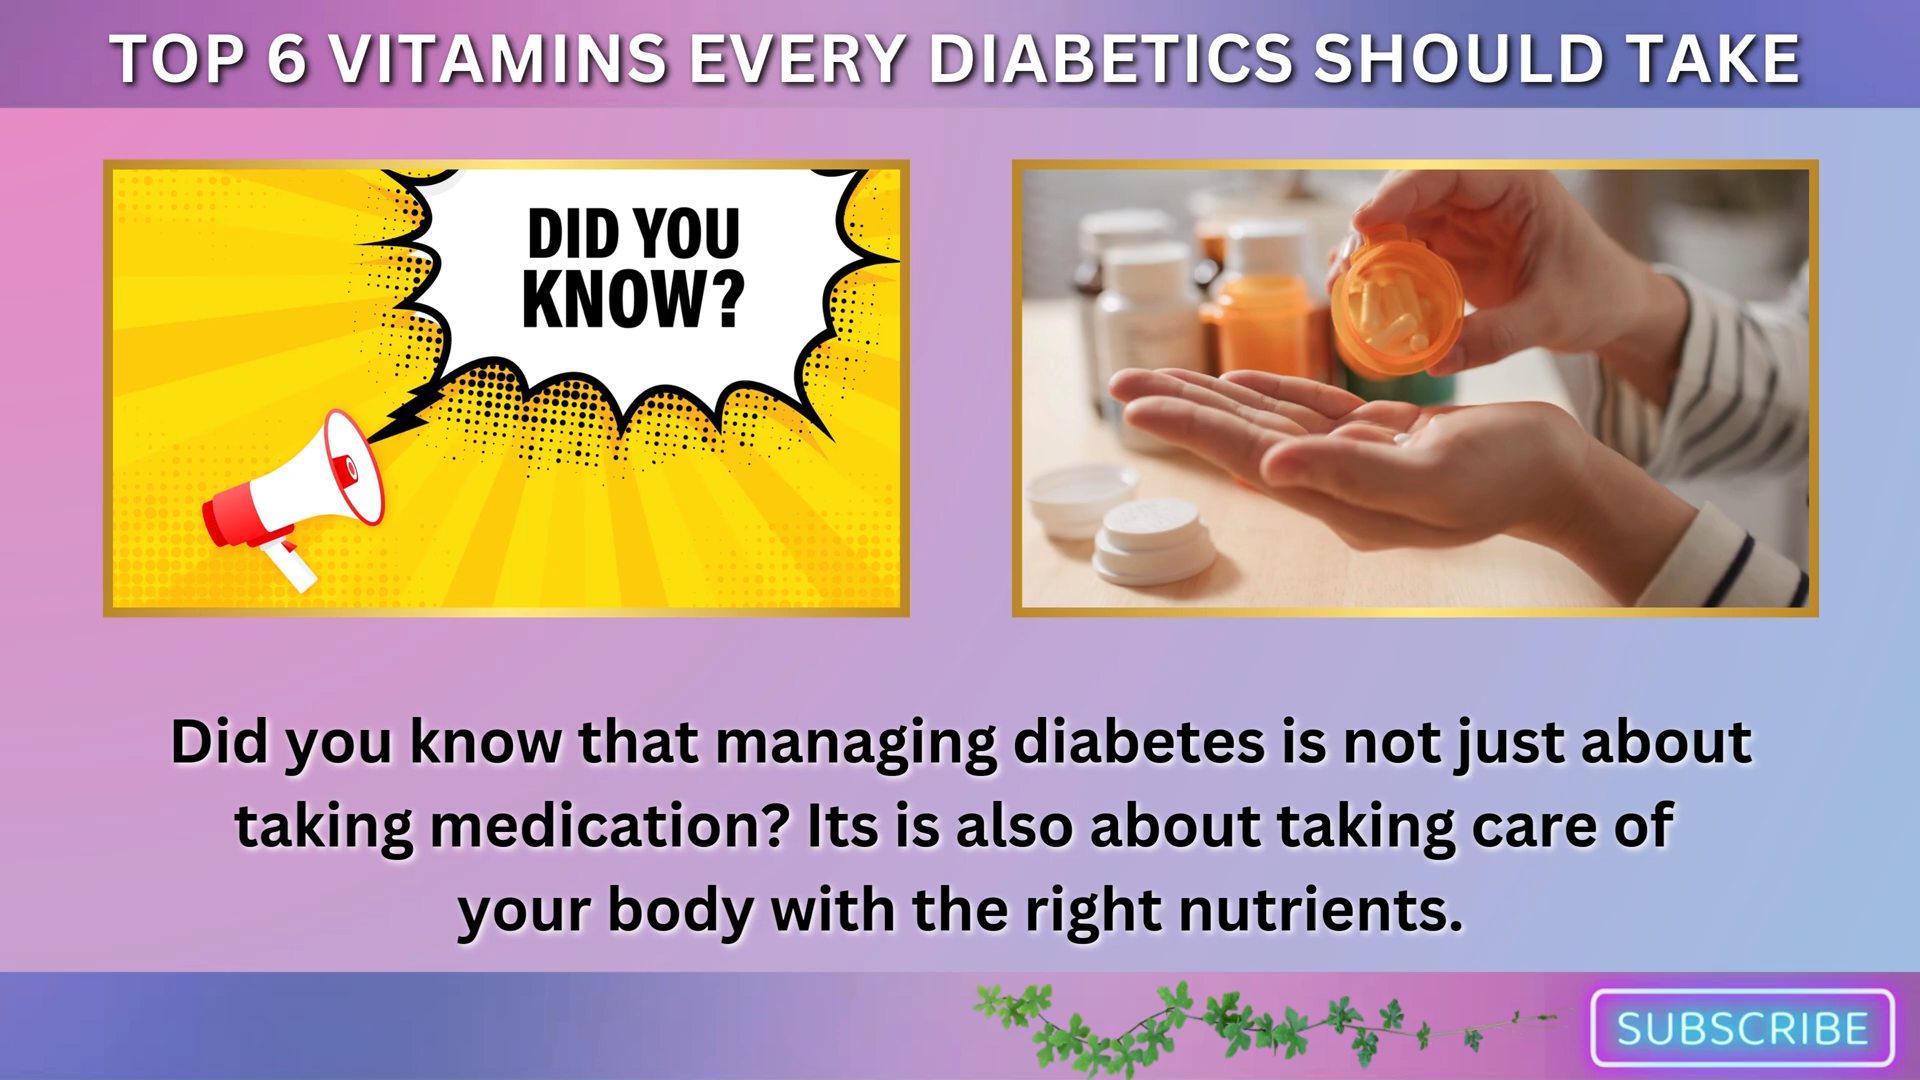 TOP 6 VITAMINS EVERY DIABETICS SHOULD TAKE
DID YOU
KNOW?
Did you know that managing diabetes is not just about
taking medication? Its is also about taking care of
your body with the right nutrients.
SUBSCRIBE